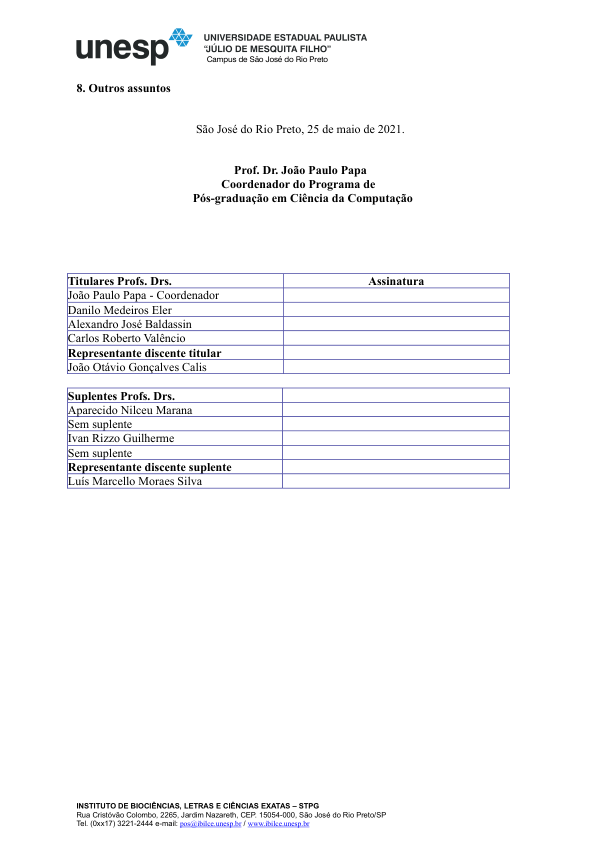 unesp
UNIVERSIDADE ESTADUAL PAULISTA
“JÚLIO DE MESQUITA FILHO”
Campus de São José do Rio Preto
8. Outros assuntos
São José do Rio Preto, 25 de maio de 2021.
Prof. Dr. João Paulo Papa
Coordenador do Programa de
Pós-graduação em Ciência da Computação
Titulares Profs. Drs. Assinatura
João Paulo Papa - Coordenador
Danilo Medeiros Eler
Alexandro José Baldassin
Carlos Roberto Valêncio
Representante discente titular
João Otávio Gonçalves Calis
Suplentes Profs. Drs.
Aparecido Nilceu Marana
Sem suplente
Ivan Rizzo Guilherme
Sem suplente
Representante discente suplente
Luís Marcello Moraes Silva
INSTITUTO DE BIOCIÊNCIAS, LETRAS E CIÊNCIAS EXATAS – STPG
Rua Cristóvão Colombo, 2265, Jardim Nazareth, CEP. 15054-000, São José do Rio Preto/SP
Tel. (0xx17) 3221-2444 e-mail: pos@ibilce.unesp.br / www.ibilce.unesp.br